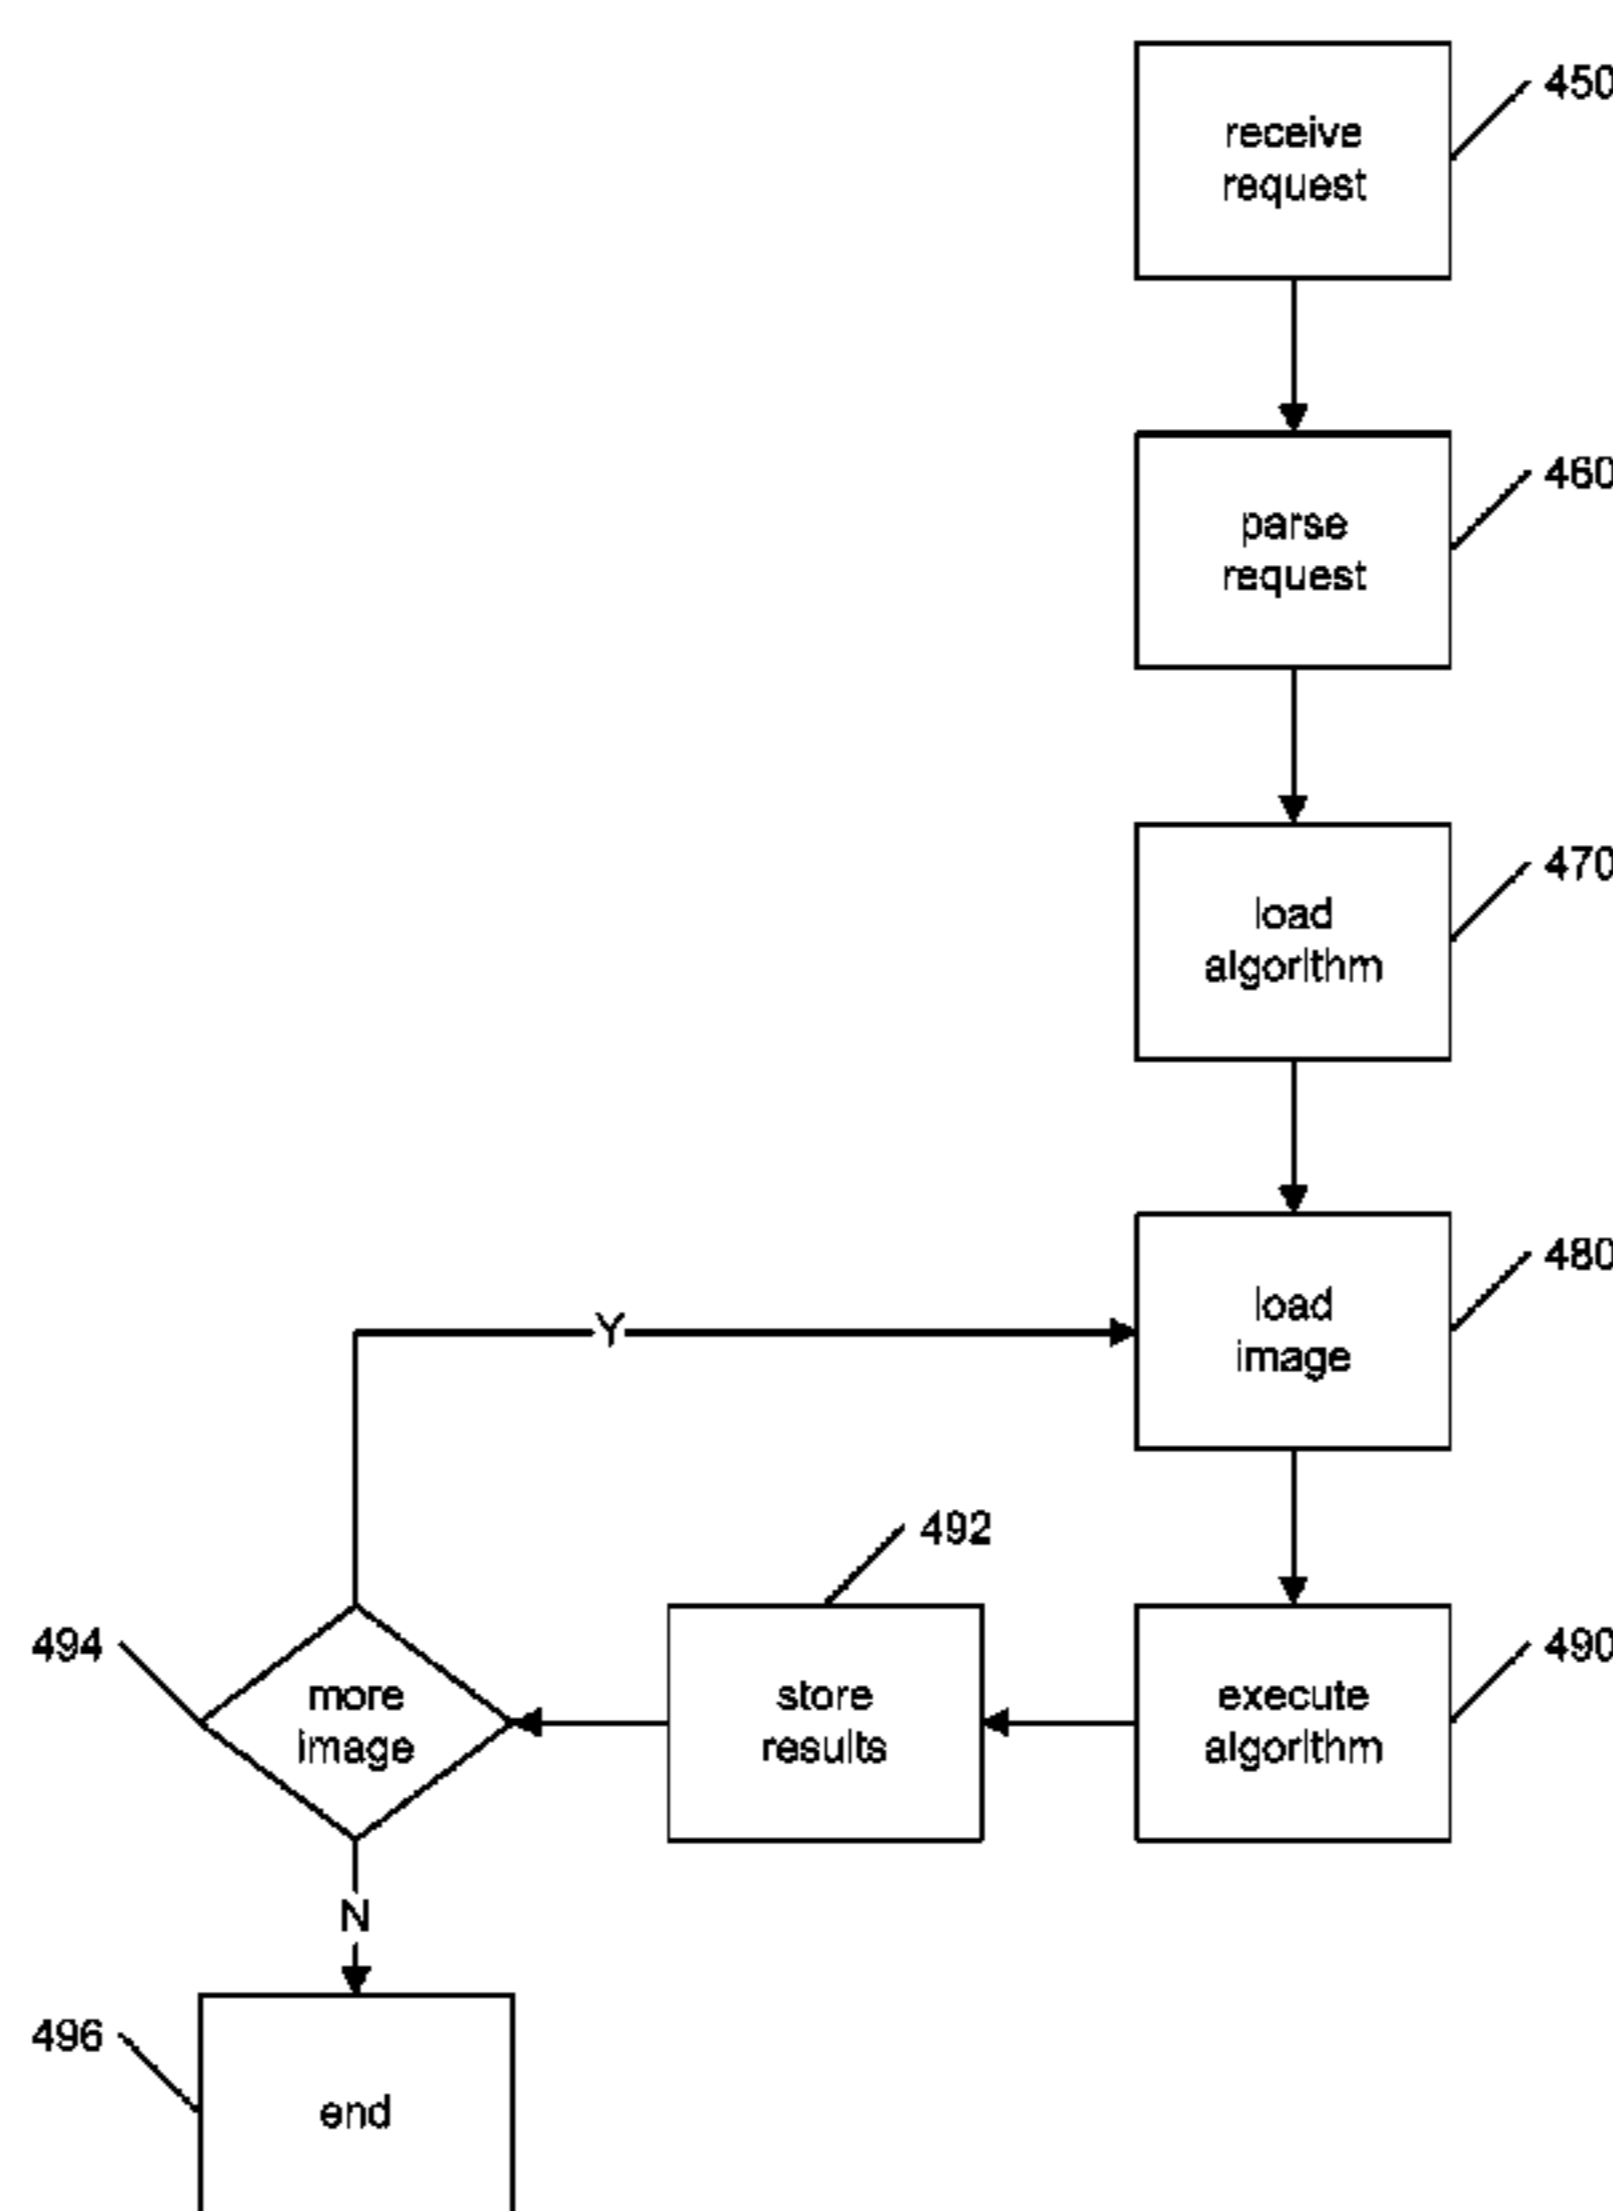 450
receive
request
460
parse
request
470
load
algorithm
480
load
image
Y
492
494
more
image
store
results
490
execute
algorithm
N
496
end